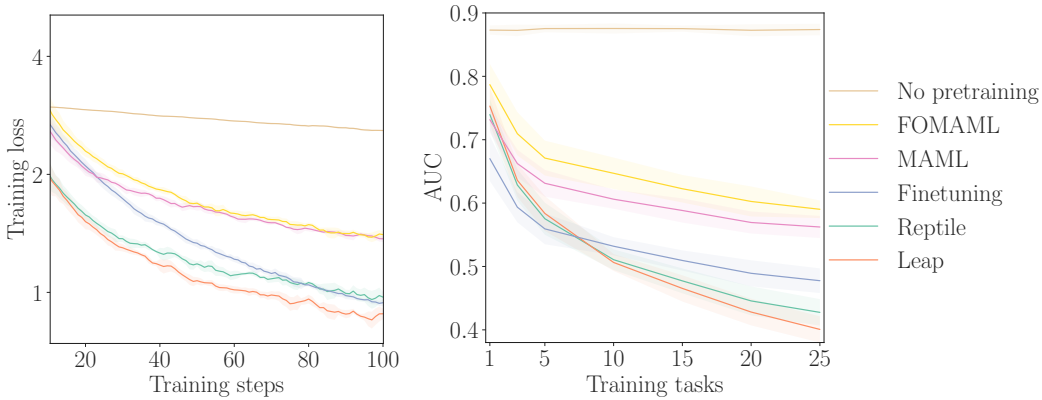 Training loss
4
2
1
20
40
60
80
100
Training steps
AUC
0.9
0.8
0.7
0.6
0.5
0.4
1
5
10
15
20
25
Training tasks
No pretraining
FOMAML
MAML
Finetuning
Reptile
Leap